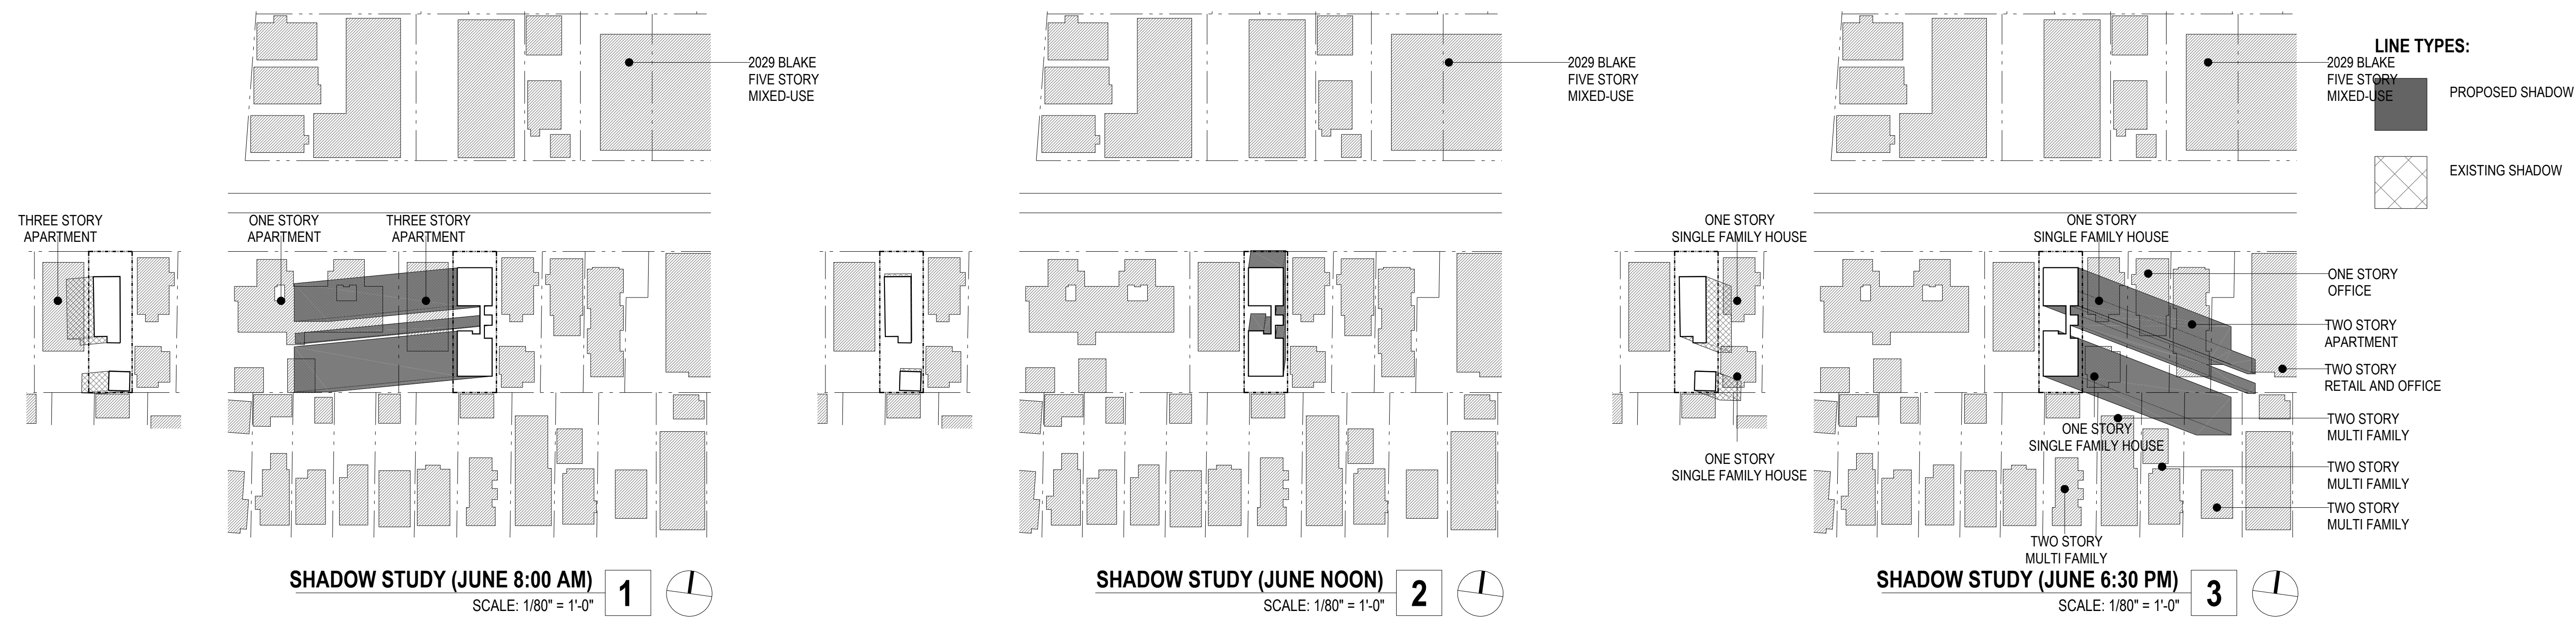 2029 BLAKE
FIVE STORY
MIXED-USE
THREE STORY
APARTMENT
ONE STORY
APARTMENT
THREE STORY
APARTMENT
SHADOW STUDY (JUNE 8:00 AM)
SCALE: 1/80" = 1'-0"
1
2029 BLAKE
FIVE STORY
MIXED-USE
SHADOW STUDY (JUNE NOON)
SCALE: 1/80" = 1'-0"
2
ONE STORY
SINGLE FAMILY HOUSE
ONE STORY
SINGLE FAMILY HOUSE
2029 BLAKE
FIVE STORY
MIXED-USE
ONE STORY
SINGLE FAMILY HOUSE
ONE STORY
OFFICE
TWO STORY
APARTMENT
TWO STORY
RETAIL AND OFFICE
TWO STORY
MULTI FAMILY
ONE STORY
SINGLE FAMILY HOUSE
TWO STORY
MULTI FAMILY
TWO STORY
MULTI FAMILY
TWO STORY
MULTI FAMILY
SHADOW STUDY (JUNE 6:30 PM)
SCALE: 1/80" = 1'-0"
3
LINE TYPES:
PROPOSED SHADOW
EXISTING SHADOW